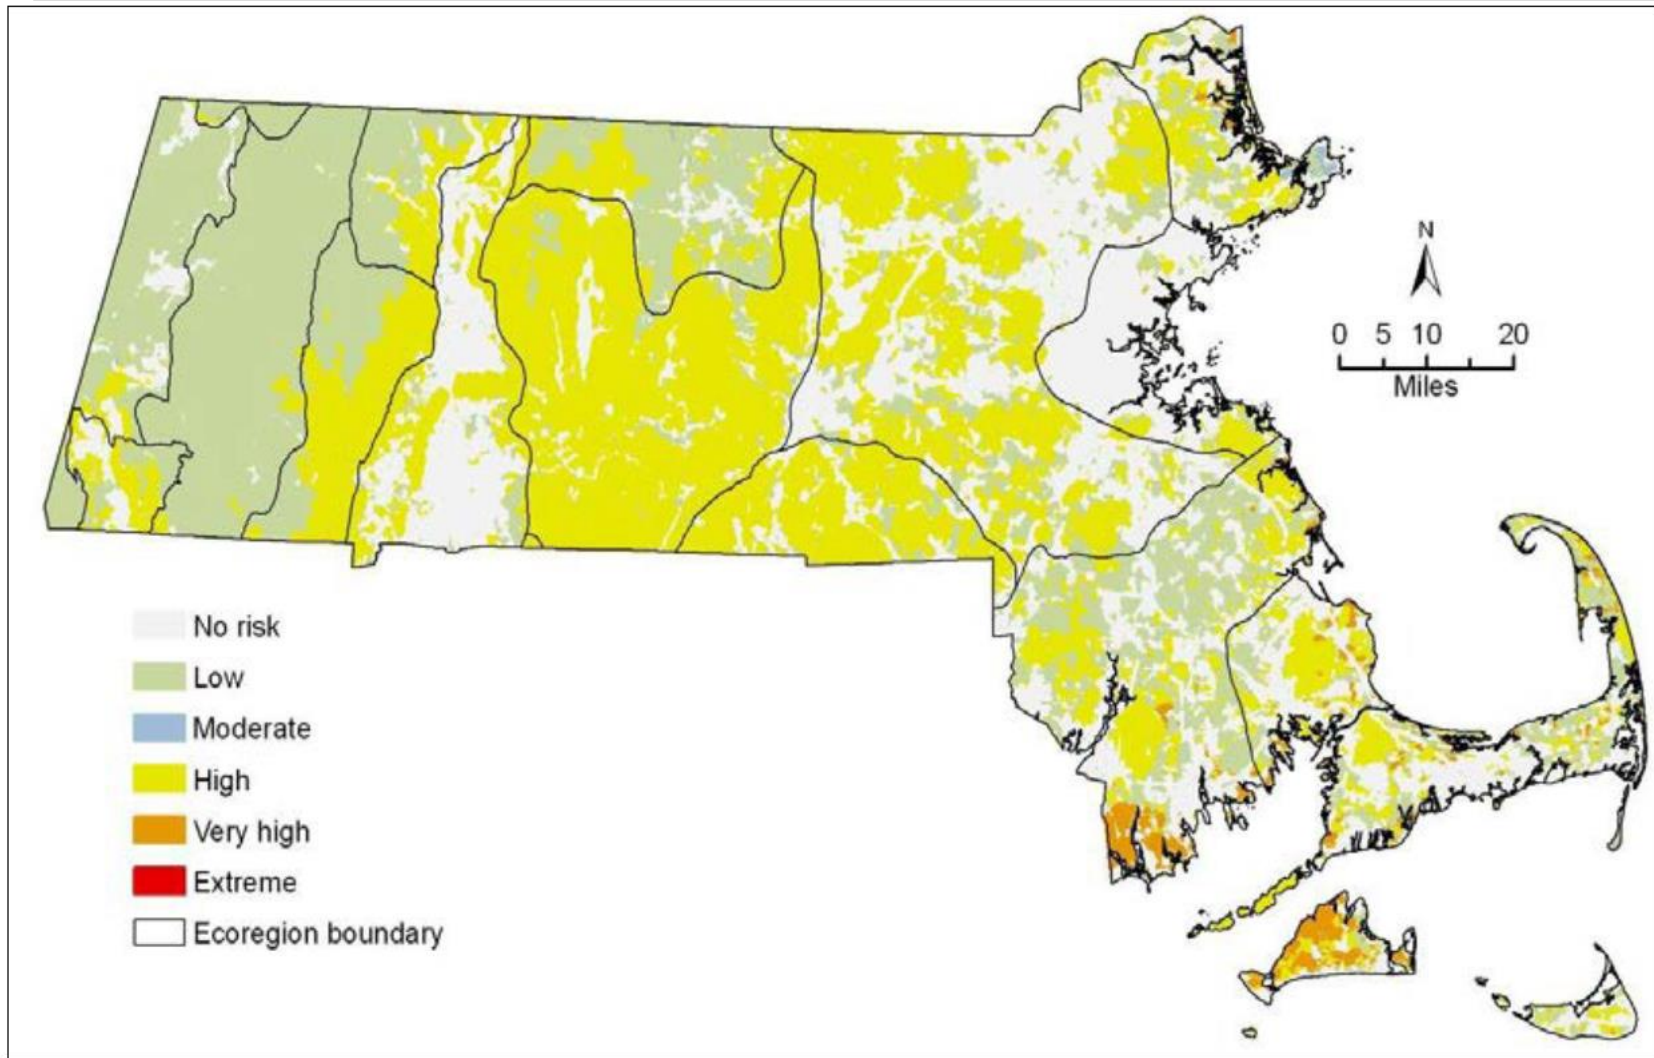 N
0 5 10 20
Miles
No risk
Low
Moderate
High
Very high
Extreme
Ecoregion boundary